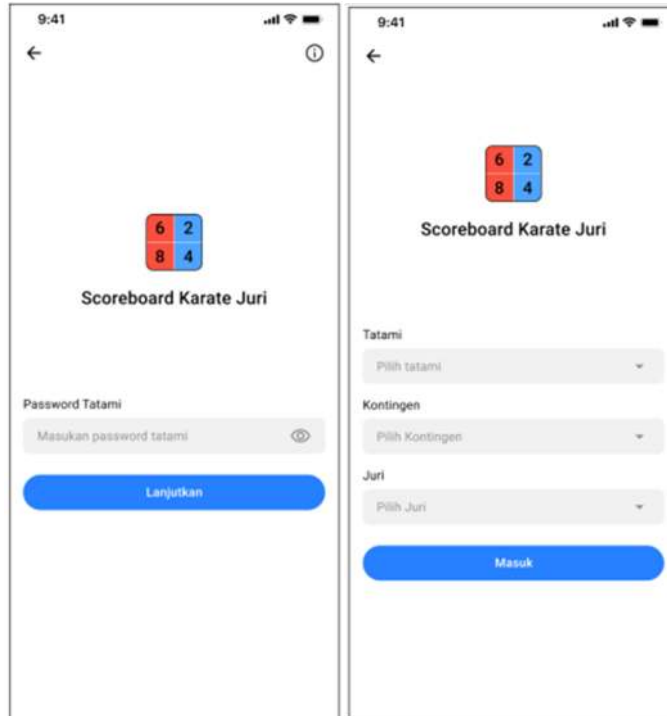 9:41
6 2
8 4
Scoreboard Karate Juri
Password Tatami
Masukan password tatami
Lanjutkan
9:41
6 2
8 4
Scoreboard Karate Juri
Tatami
Pilih tatami
Kontingen
Pilih Kontingen
Juri
Pilih Juri
Masuk